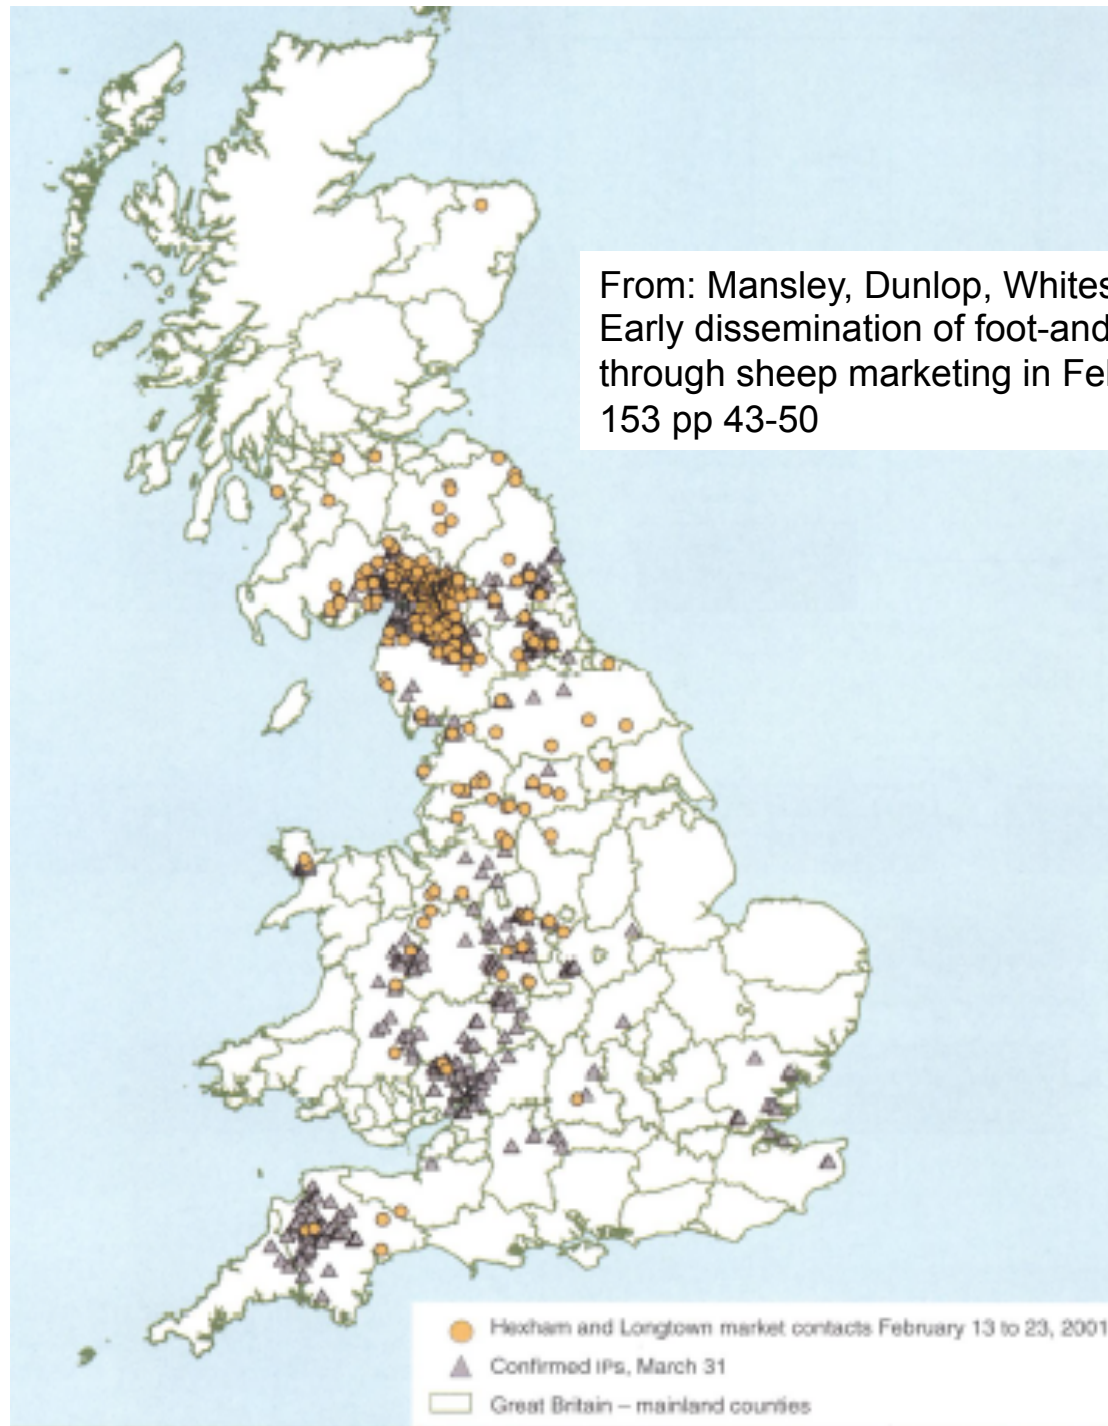 From: Mansley, Dunlop, Whites
Early dissemination of foot-and
through sheep marketing in Fel
153 pp 43-50
Hexham and Longtown market contacts February 13 to 23, 2001
Confirmed IPs, March 31
Great Britain – mainland counties